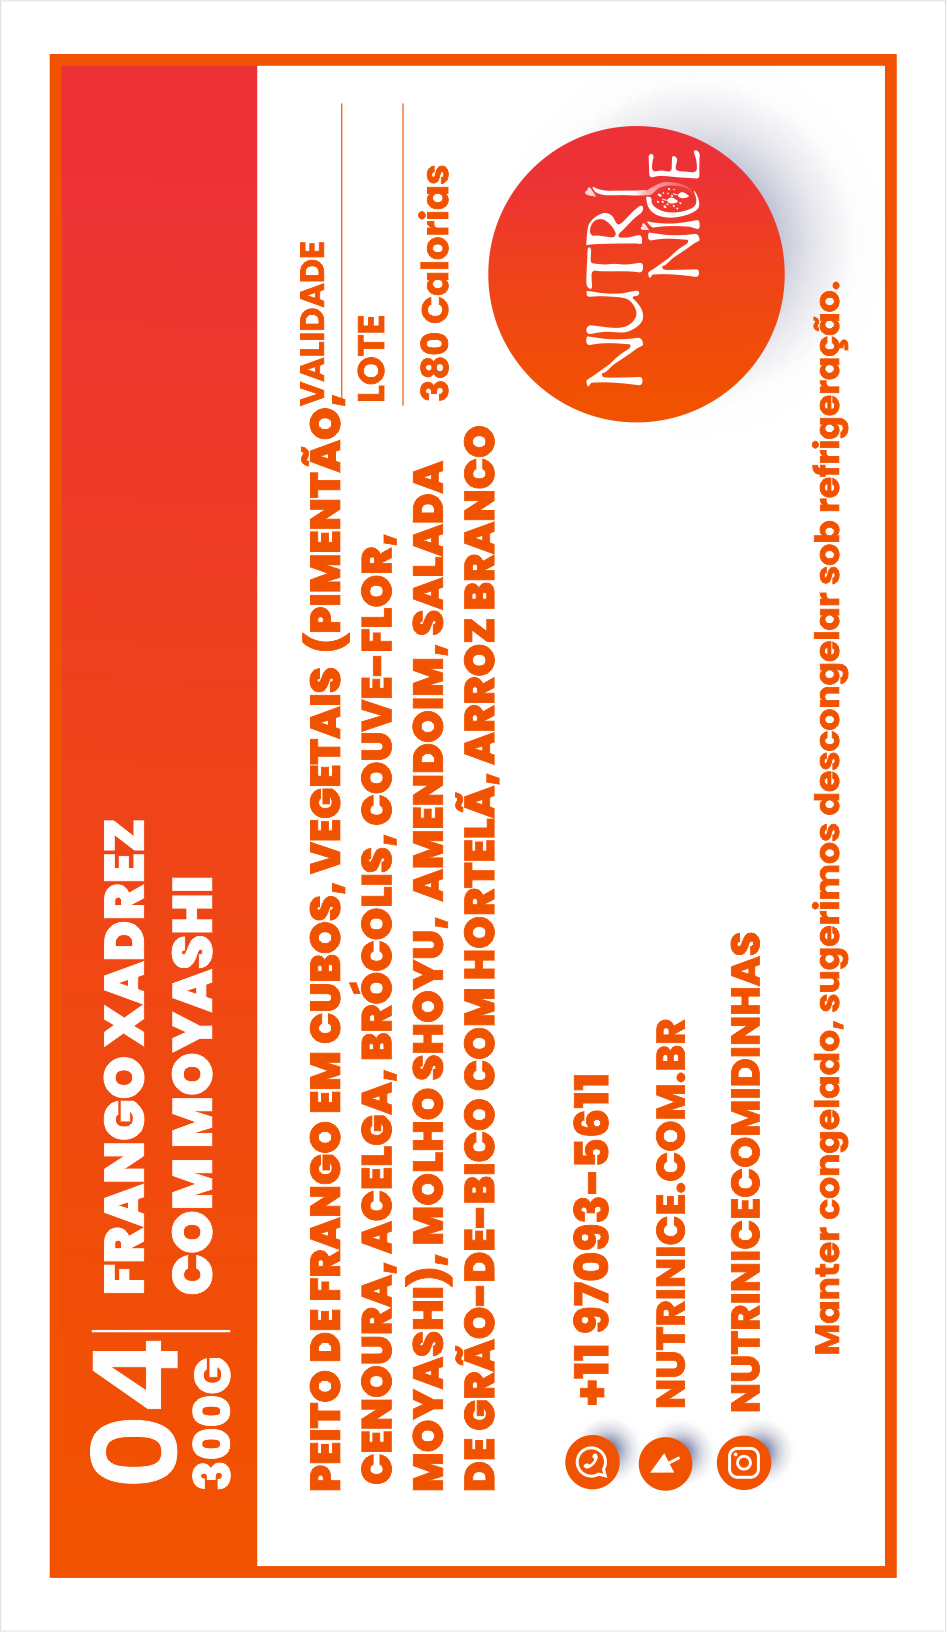 04
300G
FRANGO XADREZ
COM MOYASHI
PEITO DE FRANGO EM CUBOS, VEGETAIS (PIMENTÃO,
CENOURA, ACELGA, BRÓCOLIS, COUVE-FLOR,
MOYASHI), MOLHO SHOYU, AMENDOIM, SALADA
DE GRÃO-DE-BICO COM HORTELÃ, ARROZ BRANCO
VALIDADE
LOTE
380 Calorias
+11 97093-5611
NUTRINICE.COM.BR
NUTRINICECOMIDINHAS
NUTRI
NICE
Manter congelado, sugerimos descongelar sob refrigeração.